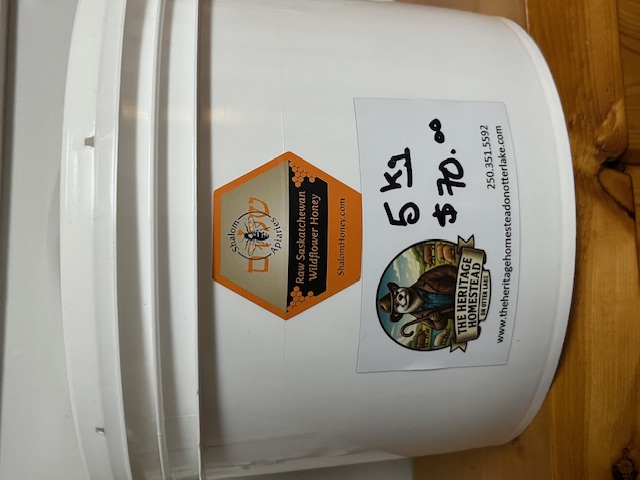 Shalom
שלום
Apiaries
Raw Saskatchewan
Wildflower Honey
ShalomHoney.com
5 Kg
$70.00
THE HERITAGE
HOMESTEAD
ON OTTER LAKE
250.351.5592
www.theheritagehomesteadonotterlake.com